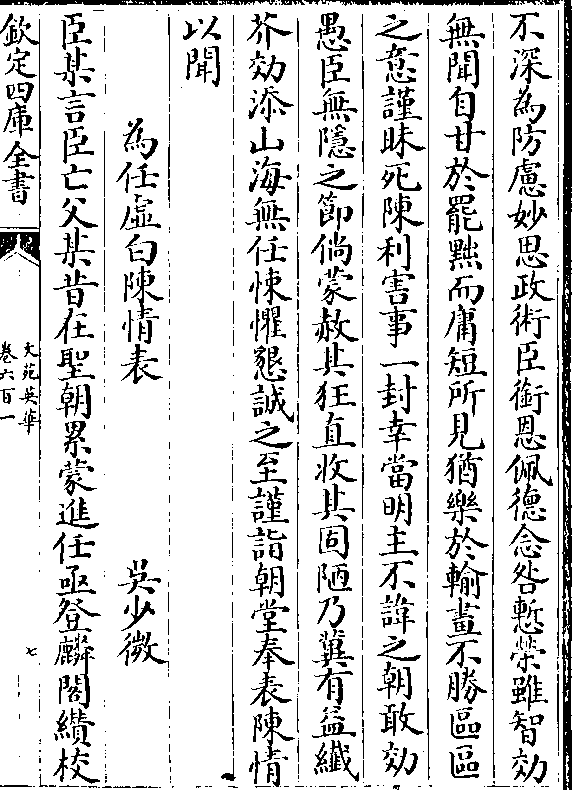 不深為防慮妙思政術臣銜恩佩德念咎慙榮雖智効
無聞自甘於罷黜而庸短所見猶樂於輸畫不勝區區
之意謹昧死陳利害事一封幸當明主不諱之朝敢効
愚臣無隱之節倘蒙赦其狂直收其固陋乃冀有益纎
芥効添山海無任悚懼懇誠之至謹詣朝堂奉表陳情
以聞
為任虛白陳情表 吳少微
臣某言臣亡父某昔在聖朝累蒙進任亟登麟閣纉校
欽定四庫全書
文苑英華
卷六百一
七